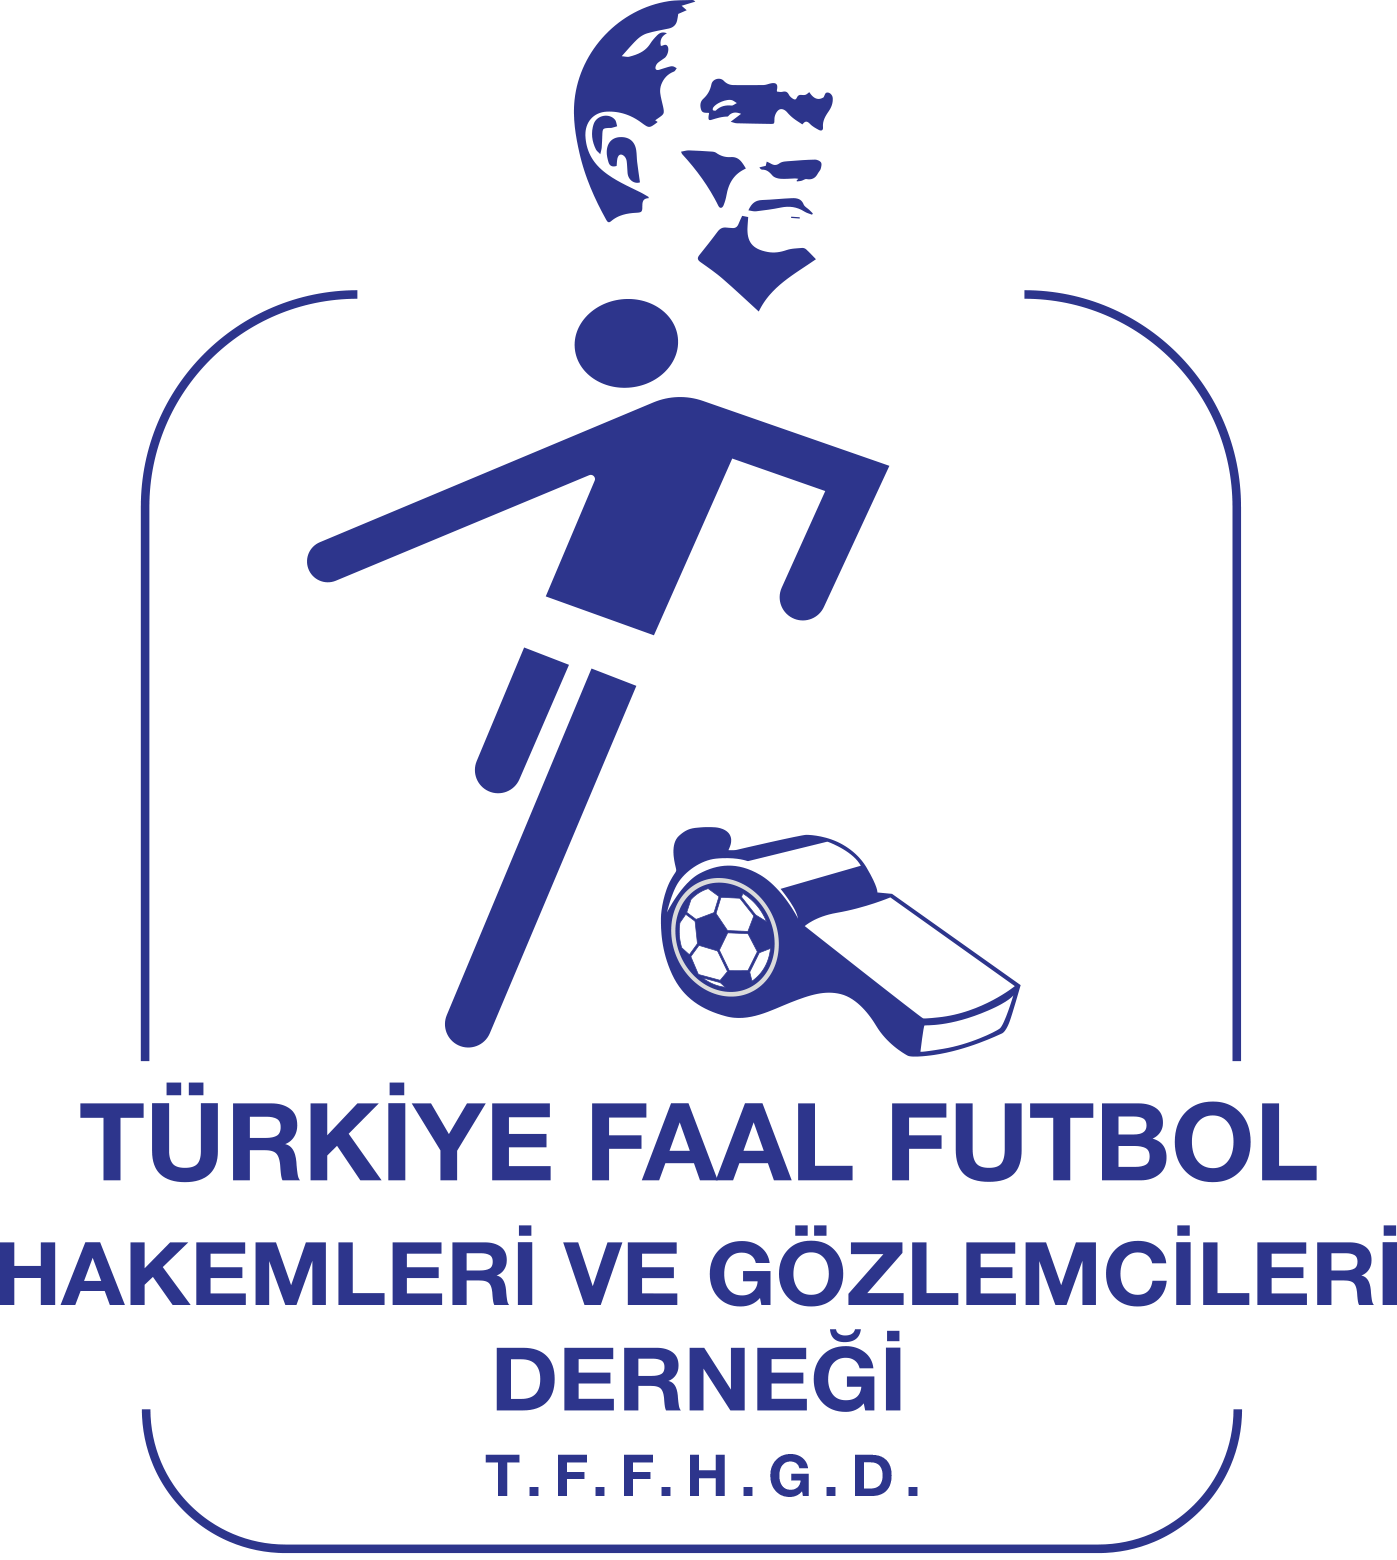 TÜRKİYE FAAL FUTBOL
HAKEMLERİ VE GÖZLEMCİLERİ
DERNEĞİ
T.F.F.H.G.D.